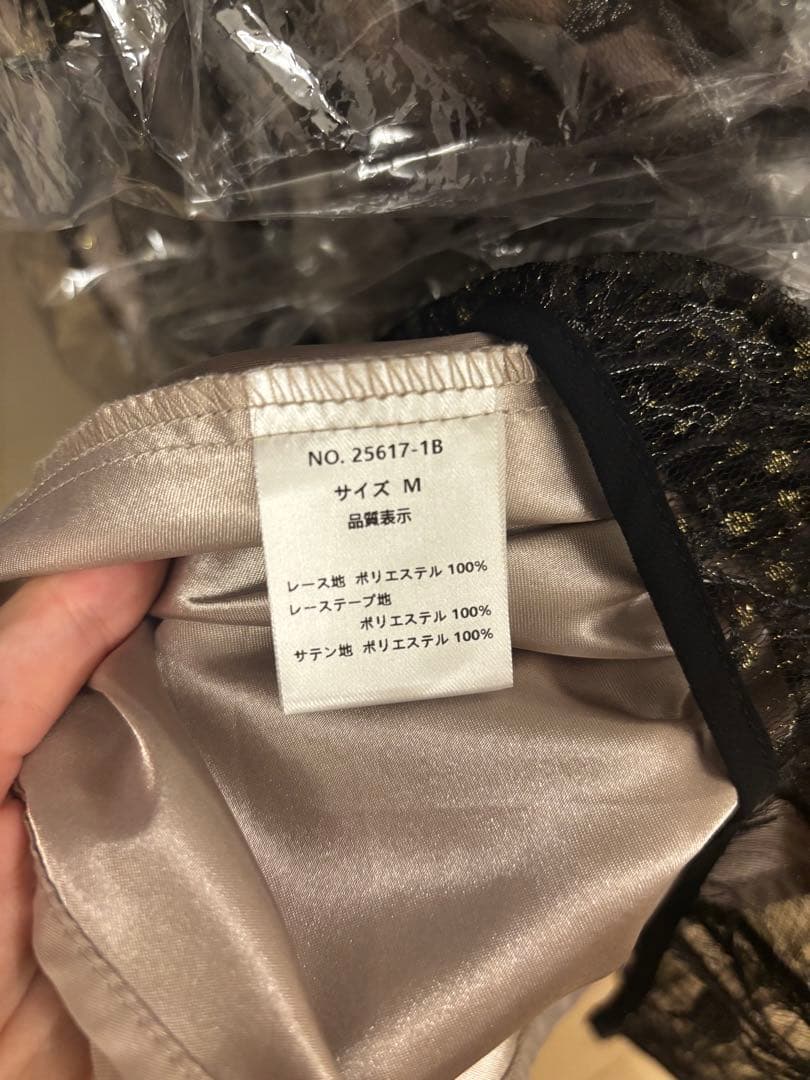 NO. 25617-1B
サイズ M
品質表示
レース地 ポリエステル 100%
レーステープ地
ポリエステル 100%
サテン地 ポリエステル 100%